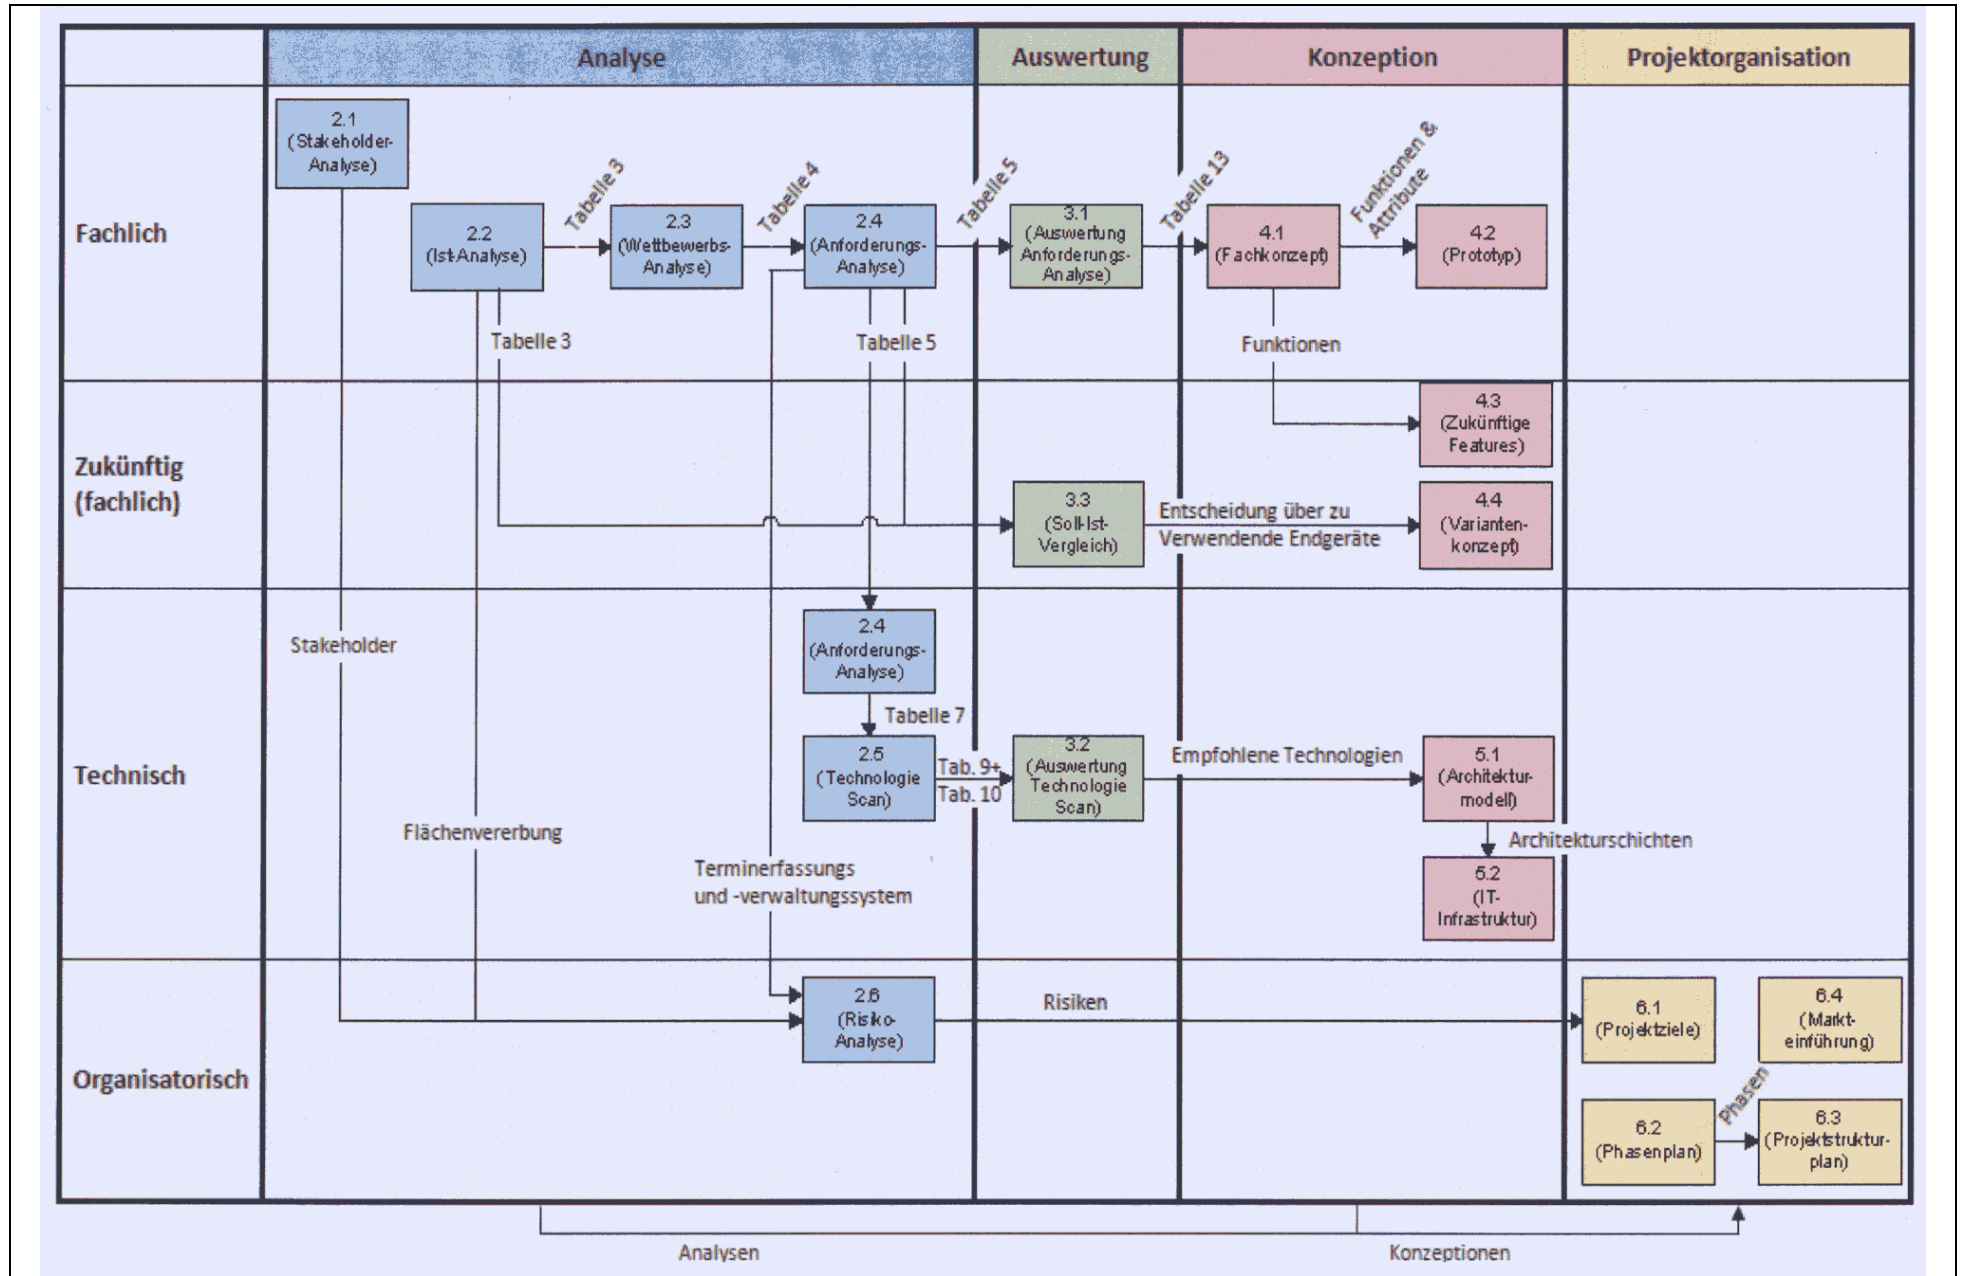 Analyse
Auswertung
Konzeption
Projektorganisation
Fachlich
2.1
(Stakeholder-
Analyse)
2.2
(Ist-Analyse)
Tabelle 3
2.3
(Wettbewerbs-
Analyse)
Tabelle 4
2.4
(Anforderungs-
Analyse)
Tabelle 5
3.1
(Auswertung
Anforderungs-
Analyse)
Tabelle 13
4.1
(Fachkonzept)
Funktionen &
Attribute
4.2
(Prototyp)
Tabelle 3
Tabelle 5
Funktionen
Zukünftig
(fachlich)
4.3
(Zukünftige
Features)
3.3
(Soll-Ist-
Vergleich)
Entscheidung über zu
Verwendende Endgeräte
4.4
(Varianten-
konzept)
Technisch
Stakeholder
2.4
(Anforderungs-
Analyse)
Tabelle 7
2.5
(Technologie
Scan)
Tab. 9+
Tab. 10
3.2
(Auswertung
Technologie
Scan)
Empfohlene Technologien
5.1
(Architektur-
modell)
Architekturschichten
5.2
(IT-
Infrastruktur)
Flächenvererbung
Terminerfassungs
und -verwaltungssystem
Organisatorisch
2.6
(Risiko-
Analyse)
Risiken
6.1
(Projektziele)
6.4
(Markt-
einführung)
6.2
(Phasenplan)
Phasen
6.3
(Projektstruktur-
plan)
Analysen
Konzeptionen